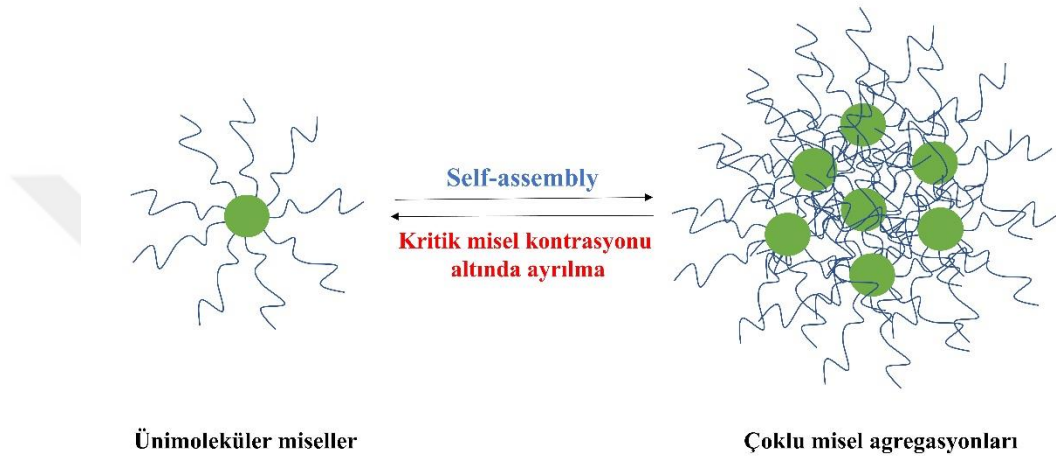 Self-assembly
Kritik misel kontrasyonu
altında ayrılma
Ünimoleküler miseller
Çoklu misel agregasyonları